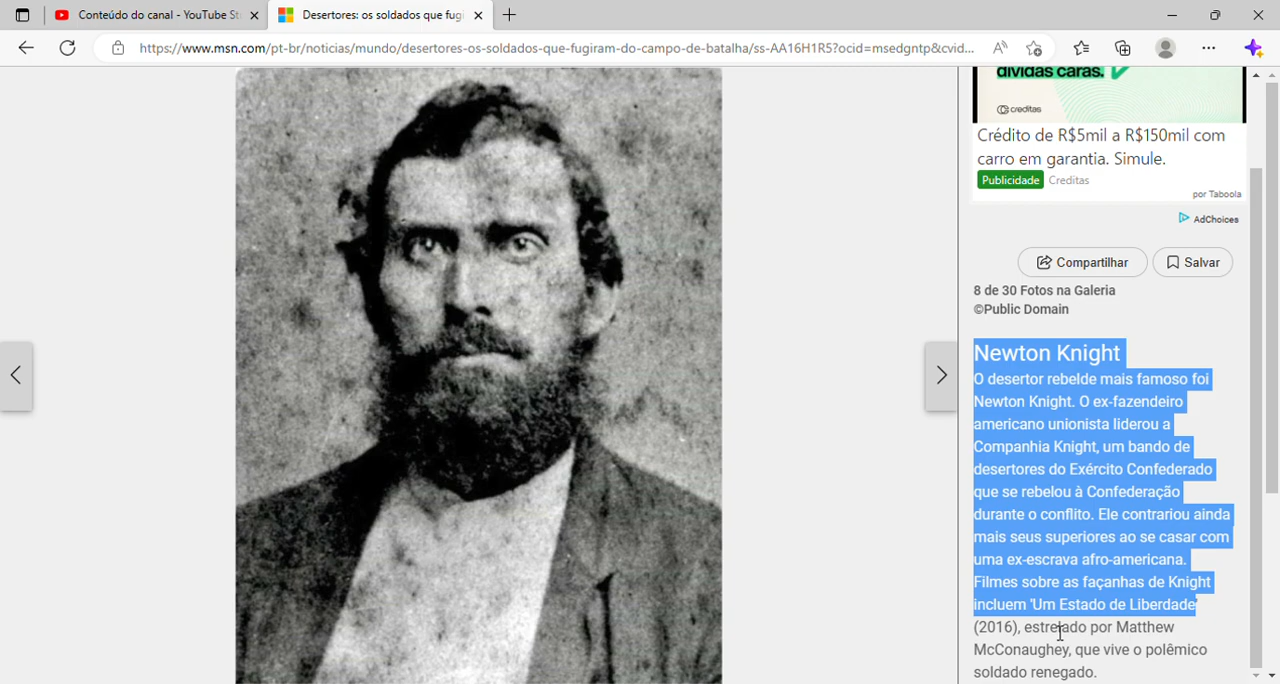 Conteúdo do canal - YouTube St
Desertores: os soldados que fugi
https://www.msn.com/pt-br/noticias/mundo/desertores-os-soldados-que-fugiram-do-campo-de-batalha/ss-AA16H1R5?ocid=msedgntp&cvid...
dívidas caras.
creditas
Crédito de R$5mil a R$150mil com
carro em garantia. Simule.
Publicidade Creditas
por Taboola
AdChoices
Compartilhar Salvar
8 de 30 Fotos na Galeria
©Public Domain
Newton Knight
O desertor rebelde mais famoso foi
Newton Knight. O ex-fazendeiro
americano unionista liderou a
Companhia Knight, um bando de
desertores do Exército Confederado
que se rebelou à Confederação
durante o conflito. Ele contrariou ainda
mais seus superiores ao se casar com
uma ex-escrava afro-americana.
Filmes sobre as façanhas de Knight
incluem 'Um Estado de Liberdade'
(2016), estrelado por Matthew
McConaughey, que vive o polêmico
soldado renegado.